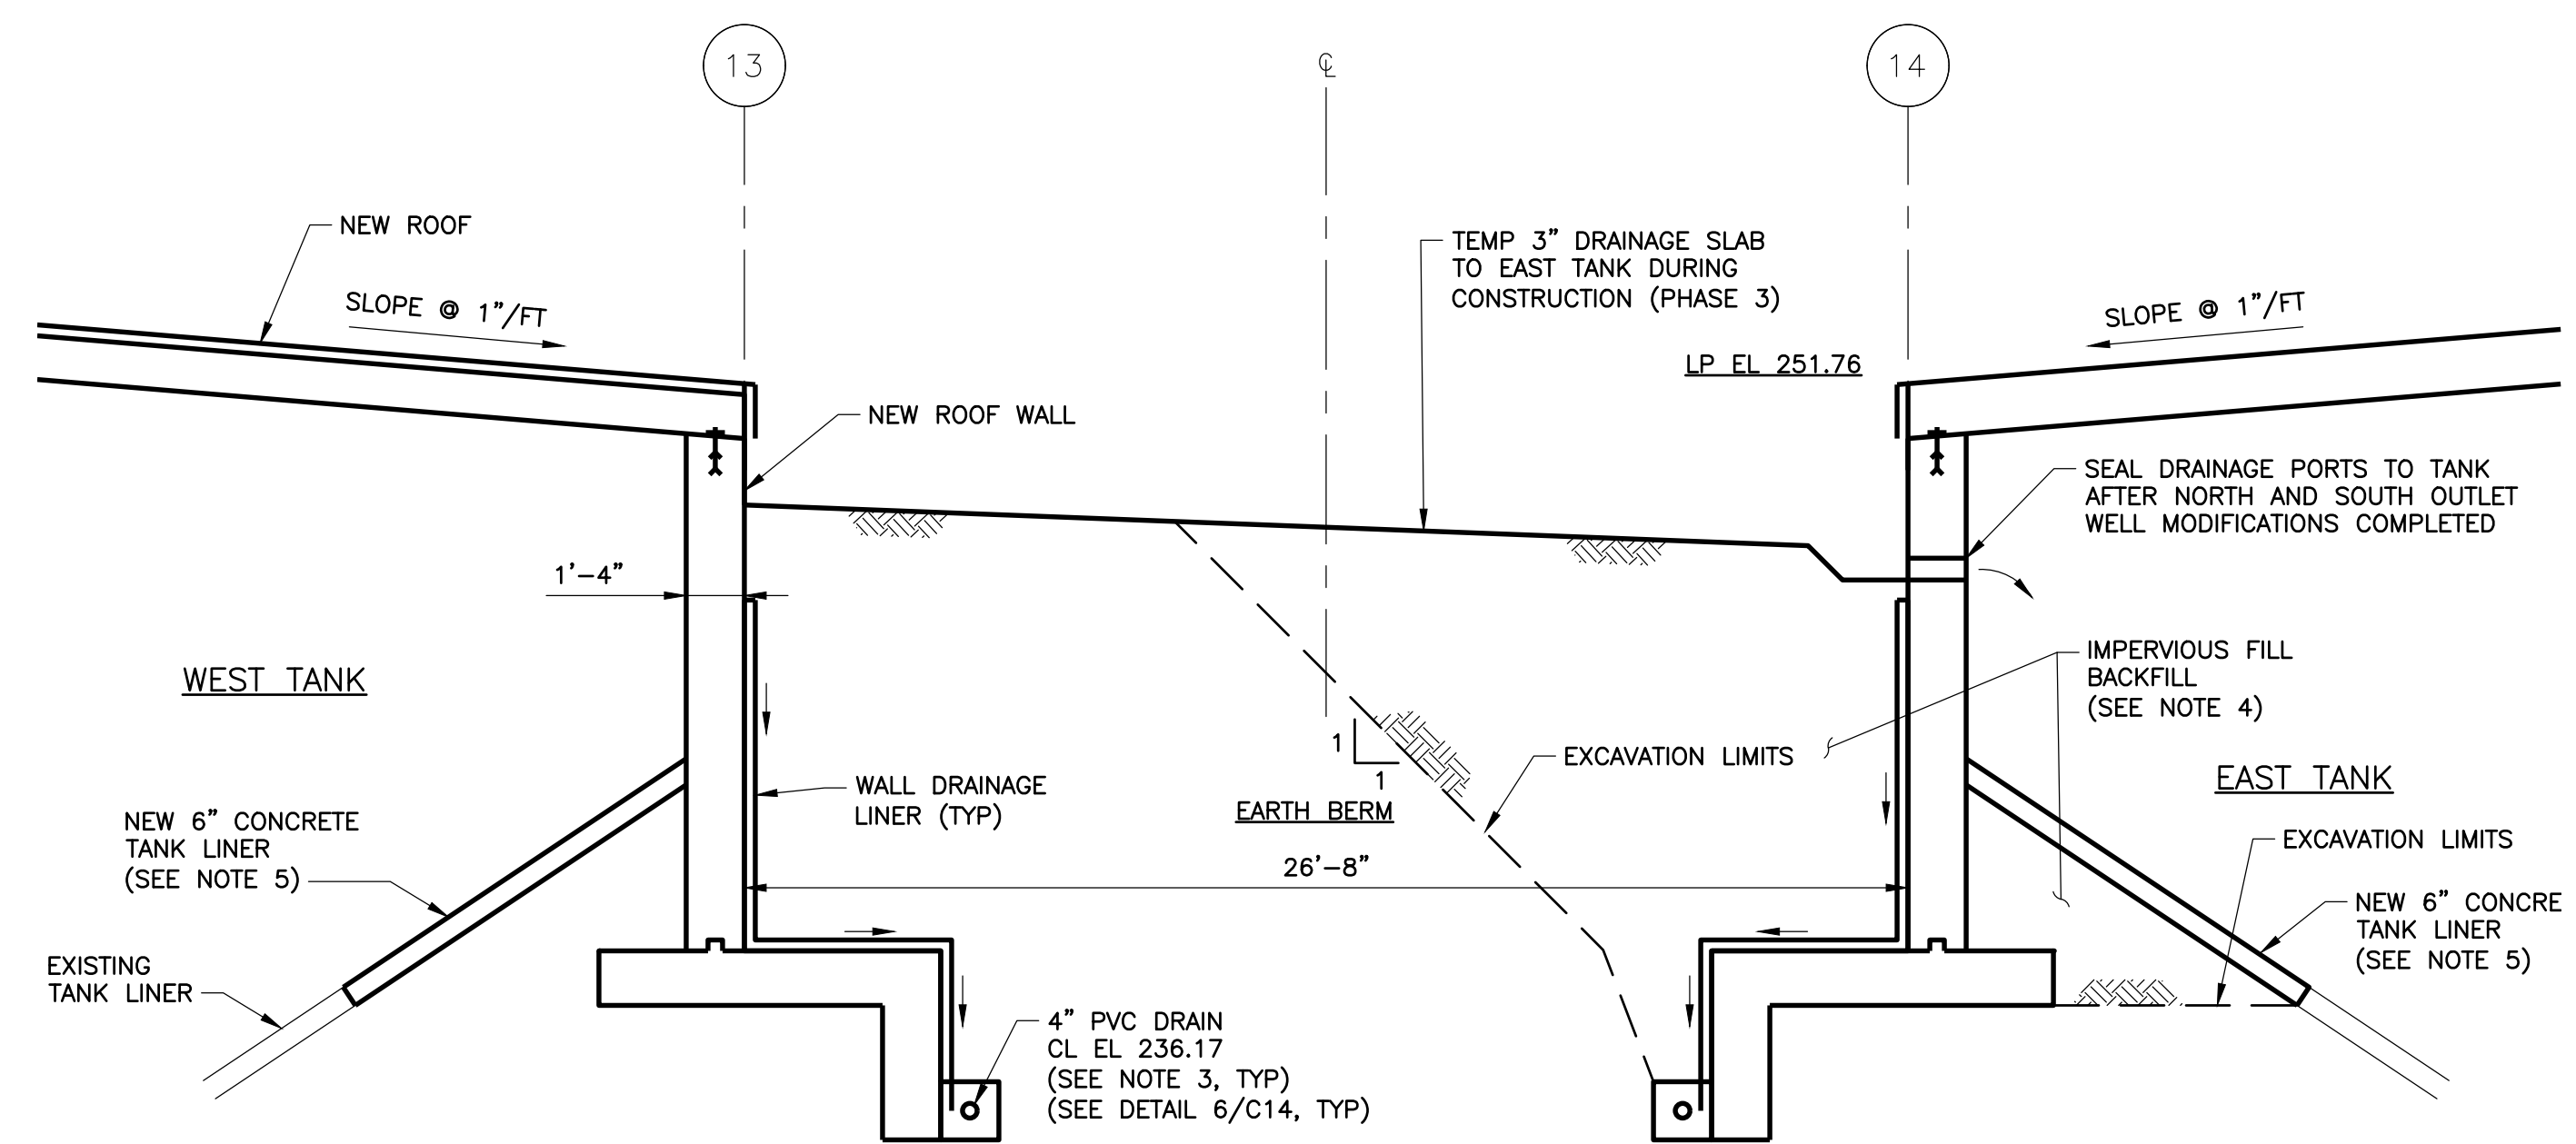 13
℄
14
NEW ROOF
SLOPE @ 1"/FT
TEMP 3" DRAINAGE SLAB
TO EAST TANK DURING
CONSTRUCTION (PHASE 3)
SLOPE @ 1"/FT
LP EL 251.76
NEW ROOF WALL
SEAL DRAINAGE PORTS TO TANK
AFTER NORTH AND SOUTH OUTLET
WELL MODIFICATIONS COMPLETED
1'-4"
WEST TANK
IMPERVIOUS FILL
BACKFILL
(SEE NOTE 4)
1
1
EXCAVATION LIMITS
WALL DRAINAGE
LINER (TYP)
EARTH BERM
EAST TANK
NEW 6" CONCRETE
TANK LINER
(SEE NOTE 5)
26'-8"
EXCAVATION LIMITS
NEW 6" CONCRE
TANK LINER
(SEE NOTE 5)
EXISTING
TANK LINER
4" PVC DRAIN
CL EL 236.17
(SEE NOTE 3, TYP)
(SEE DETAIL 6/C14, TYP)